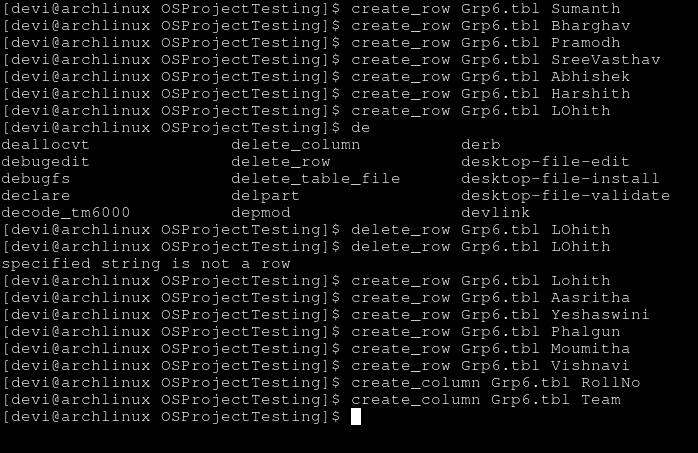 [devi@archlinux OSProjectTesting]$ create_row Grp6.tbl Sumanth
[devi@archlinux OSProjectTesting]$ create_row Grp6.tbl Bharghav
[devi@archlinux OSProjectTesting]$ create_row Grp6.tbl Pramodh
[devi@archlinux OSProjectTesting]$ create_row Grp6.tbl SreeVasthav
[devi@archlinux OSProjectTesting]$ create_row Grp6.tbl Abhishek
[devi@archlinux OSProjectTesting]$ create_row Grp6.tbl Harshith
[devi@archlinux OSProjectTesting]$ create_row Grp6.tbl LOhith
[devi@archlinux OSProjectTesting]$ de
deallocvt delete_column derb
debugedit delete_row desktop-file-edit
debugfs delete_table_file desktop-file-install
declare delpart desktop-file-validate
decode_tm6000 depmod devlink
[devi@archlinux OSProjectTesting]$ delete_row Grp6.tbl LOhith
[devi@archlinux OSProjectTesting]$ delete_row Grp6.tbl LOhith
specified string is not a row
[devi@archlinux OSProjectTesting]$ create_row Grp6.tbl Lohith
[devi@archlinux OSProjectTesting]$ create_row Grp6.tbl Aasritha
[devi@archlinux OSProjectTesting]$ create_row Grp6.tbl Yeshaswini
[devi@archlinux OSProjectTesting]$ create_row Grp6.tbl Phalgun
[devi@archlinux OSProjectTesting]$ create_row Grp6.tbl Moumitha
[devi@archlinux OSProjectTesting]$ create_row Grp6.tbl Vishnavi
[devi@archlinux OSProjectTesting]$ create_column Grp6.tbl RollNo
[devi@archlinux OSProjectTesting]$ create_column Grp6.tbl Team
[devi@archlinux OSProjectTesting]$